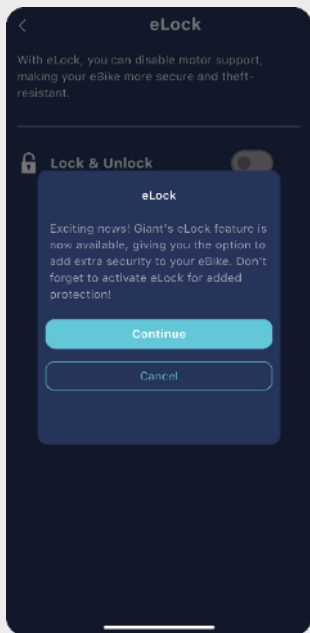 eLock
With eLock, you can disable motor support,
making your eBike more secure and theft-
resistant.
Lock & Unlock
eLock
Exciting news! Giant's eLock feature is
now available, giving you the option to
add extra security to your eBike. Don't
forget to activate eLock for added
protection!
Continue
Cancel